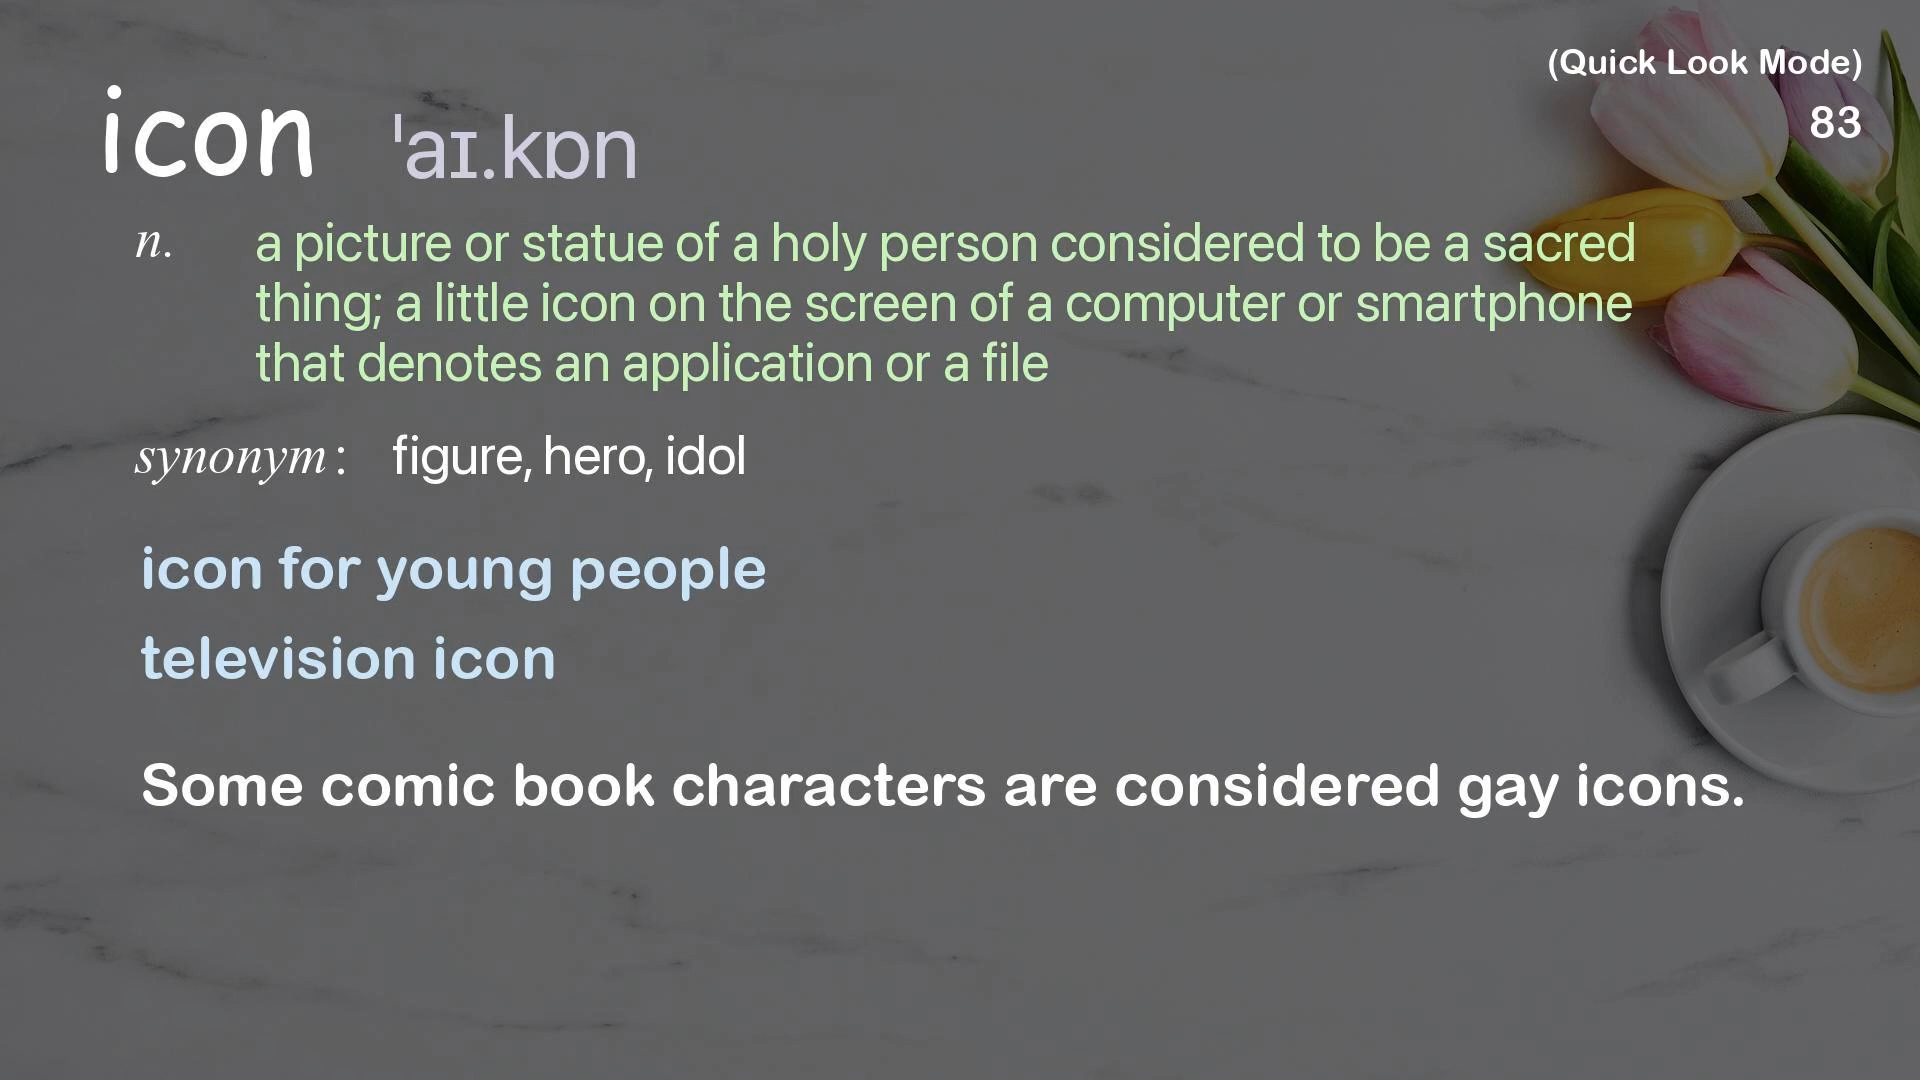 (Quick Look Mode)
83
icon ˈaɪ.kɒn
n. a picture or statue of a holy person considered to be a sacred
thing; a little icon on the screen of a computer or smartphone
that denotes an application or a file
synonym: figure, hero, idol
icon for young people
television icon
Some comic book characters are considered gay icons.